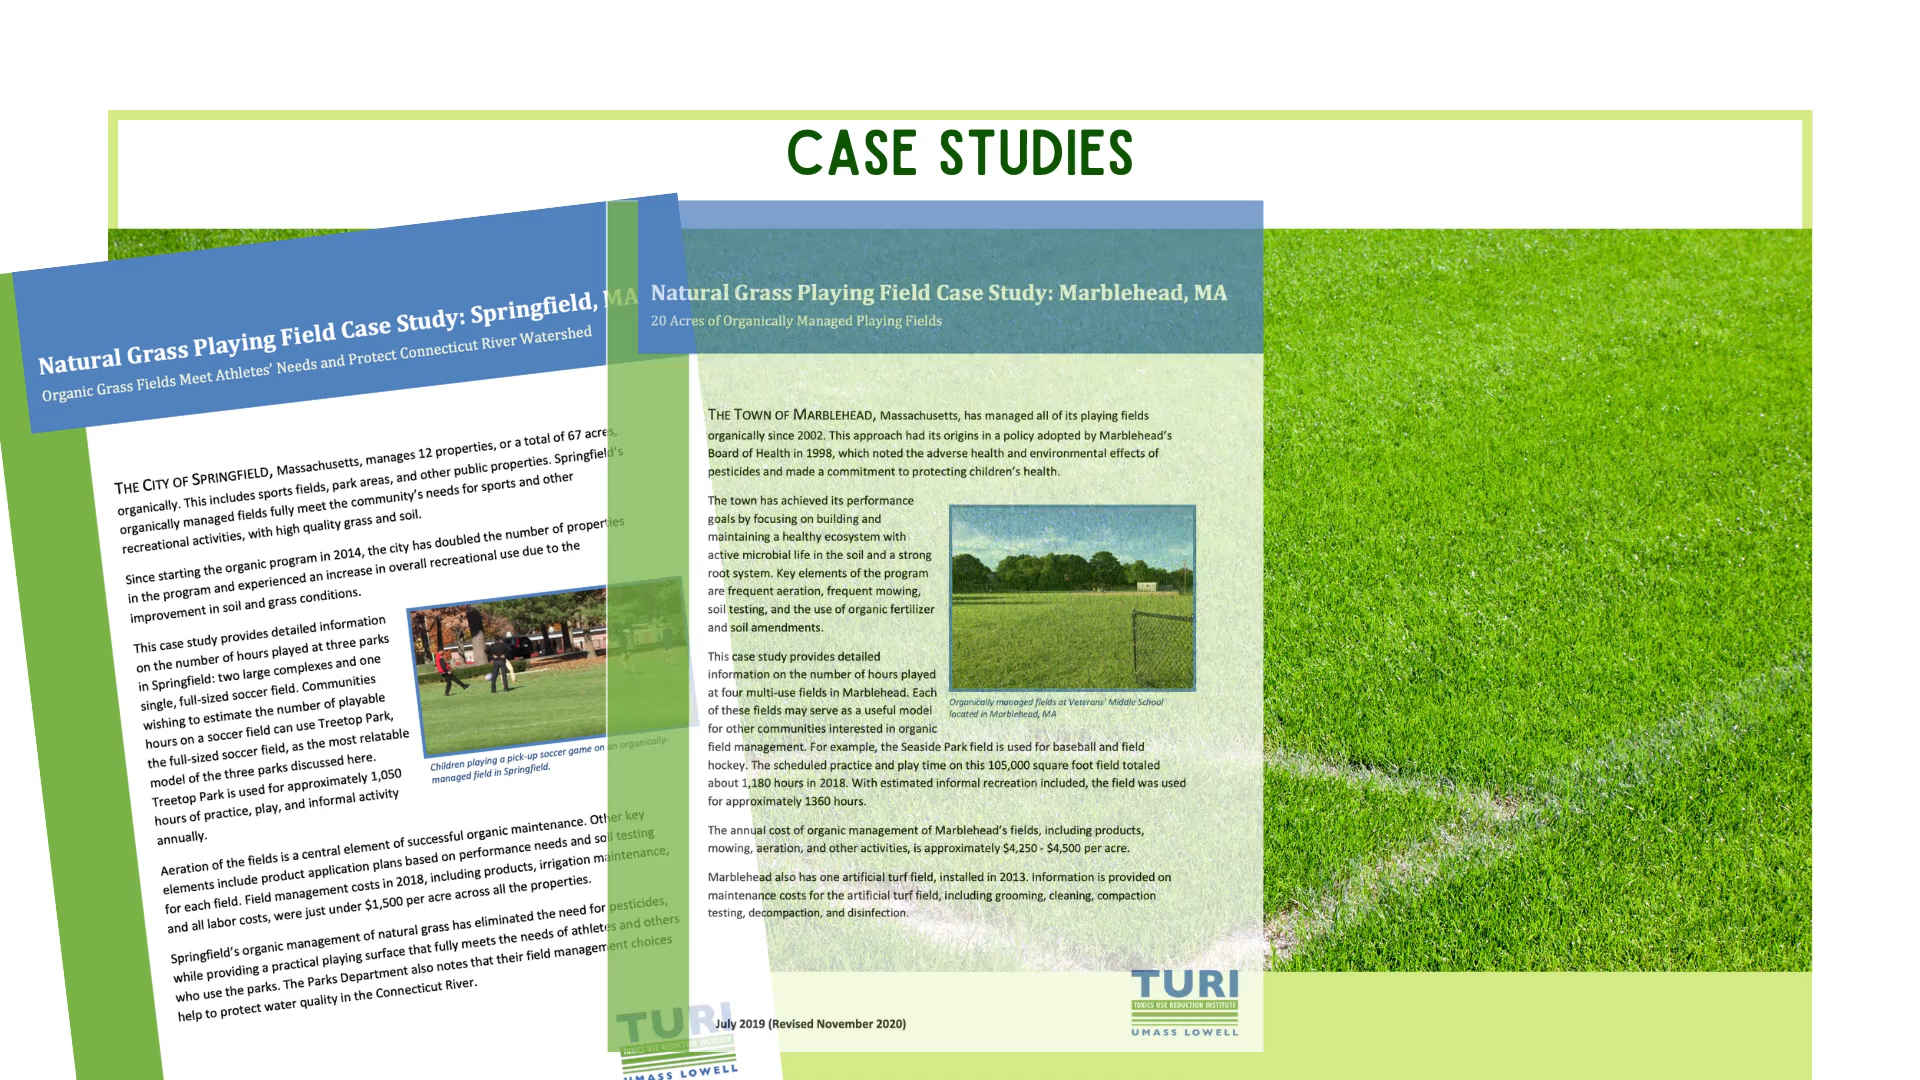 CASE STUDIES
Natural Grass Playing Field Case Study: Springfield, MA
Organic Grass Fields Meet Athletes' Needs and Protect Connecticut River Watershed
THE CITY OF SPRINGFIELD, Massachusetts, manages 12 properties, or a total of 67 acres,
organically. This includes sports fields, park areas, and other public properties. Springfield's
organically managed fields fully meet the community's needs for sports and other
recreational activities, with high quality grass and soil.
Since starting the organic program in 2014, the city has doubled the number of properties
in the program and experienced an increase in overall recreational use due to the
improvement in soil and grass conditions.
This case study provides detailed information
on the number of hours played at three parks
in Springfield: two large complexes and one
single, full-sized soccer field. Communities
wishing to estimate the number of playable
hours on a soccer field can use Treetop Park,
the full-sized soccer field, as the most relatable
model of the three parks discussed here.
Treetop Park is used for approximately 1,050
hours of practice, play, and informal activity
annually.
Children playing a pick-up soccer game on an organically-
managed field in Springfield.
Aeration of the fields is a central element of successful organic maintenance. Other key
elements include product application plans based on performance needs and soil testing
for each field. Field management costs in 2018, including products, irrigation maintenance,
and all labor costs, were just under $1,500 per acre across all the properties.
Springfield's organic management of natural grass has eliminated the need for pesticides,
while providing a practical playing surface that fully meets the needs of athletes and others
who use the parks. The Parks Department also notes that their field management choices
help to protect water quality in the Connecticut River.
TURI
TOXICS USE REDUCTION INSTITUTE
UMASS LOWELL
Natural Grass Playing Field Case Study: Marblehead, MA
20 Acres of Organically Managed Playing Fields
THE TOWN OF MARBLEHEAD, Massachusetts, has managed all of its playing fields
organically since 2002. This approach had its origins in a policy adopted by Marblehead's
Board of Health in 1998, which noted the adverse health and environmental effects of
pesticides and made a commitment to protecting children's health.
The town has achieved its performance
goals by focusing on building and
maintaining a healthy ecosystem with
active microbial life in the soil and a strong
root system. Key elements of the program
are frequent aeration, frequent mowing,
soil testing, and the use of organic fertilizer
and soil amendments.
This case study provides detailed
information on the number of hours played
at four multi-use fields in Marblehead. Each
of these fields may serve as a useful model
for other communities interested in organic
field management. For example, the Seaside Park field is used for baseball and field
hockey. The scheduled practice and play time on this 105,000 square foot field totaled
about 1,180 hours in 2018. With estimated informal recreation included, the field was used
for approximately 1360 hours.
Organically managed fields at Veterans' Middle School
located in Marblehead, MA
The annual cost of organic management of Marblehead's fields, including products,
mowing, aeration, and other activities, is approximately $4,250 - $4,500 per acre.
Marblehead also has one artificial turf field, installed in 2013. Information is provided on
maintenance costs for the artificial turf field, including grooming, cleaning, compaction
testing, decompaction, and disinfection.
July 2019 (Revised November 2020)
TURI
TOXICS USE REDUCTION INSTITUTE
UMASS LOWELL